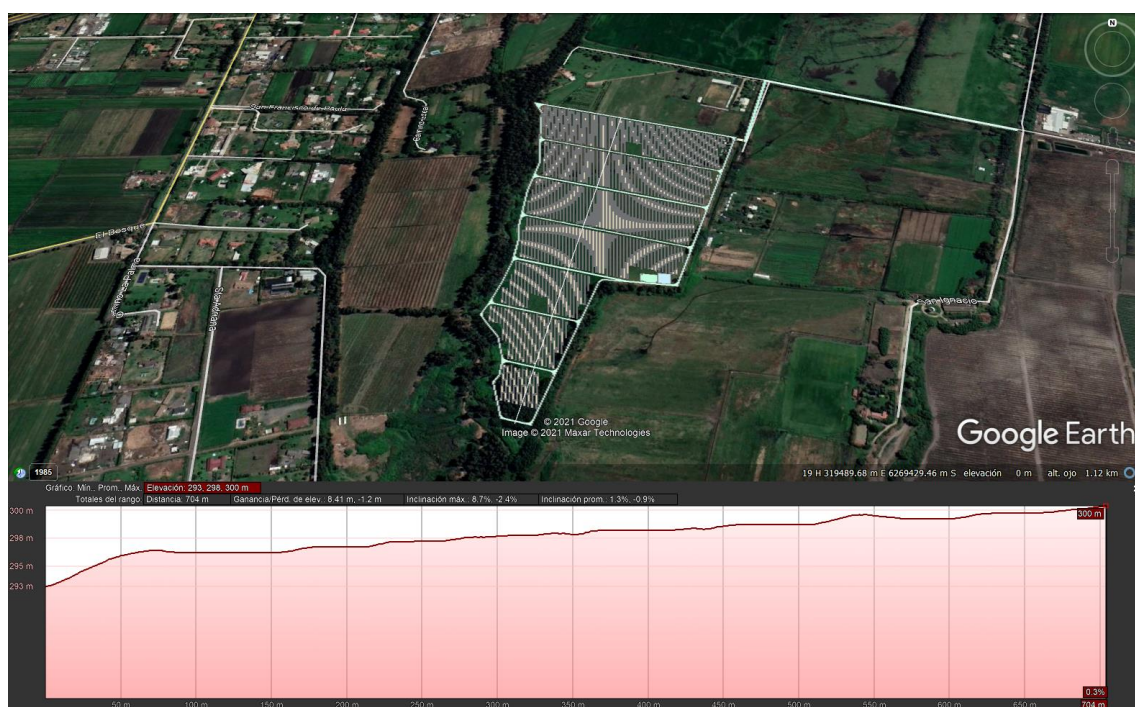 N
San Francisco de Paula
El Bosque
San Ignacio
© 2021 Google
Image © 2021 Maxar Technologies
Google Earth
1985
19 H 319489.68 m E 6269429.46 m S elevación 0 m alt. ojo 1.12 km
Gráfico: Mín., Prom., Máx. Elevación: 293, 298, 300 m
Totales del rango: Distancia: 704 m Ganancia/Pérd. de elev.: 8.41 m, -1.2 m Inclinación máx.: 8.7%, -2.4% Inclinación prom.: 1.3%, -0.9%
300 m
300 m
298 m
295 m
293 m
0.3%
50 m 100 m 150 m 200 m 250 m 300 m 350 m 400 m 450 m 500 m 550 m 600 m 650 m 704 m